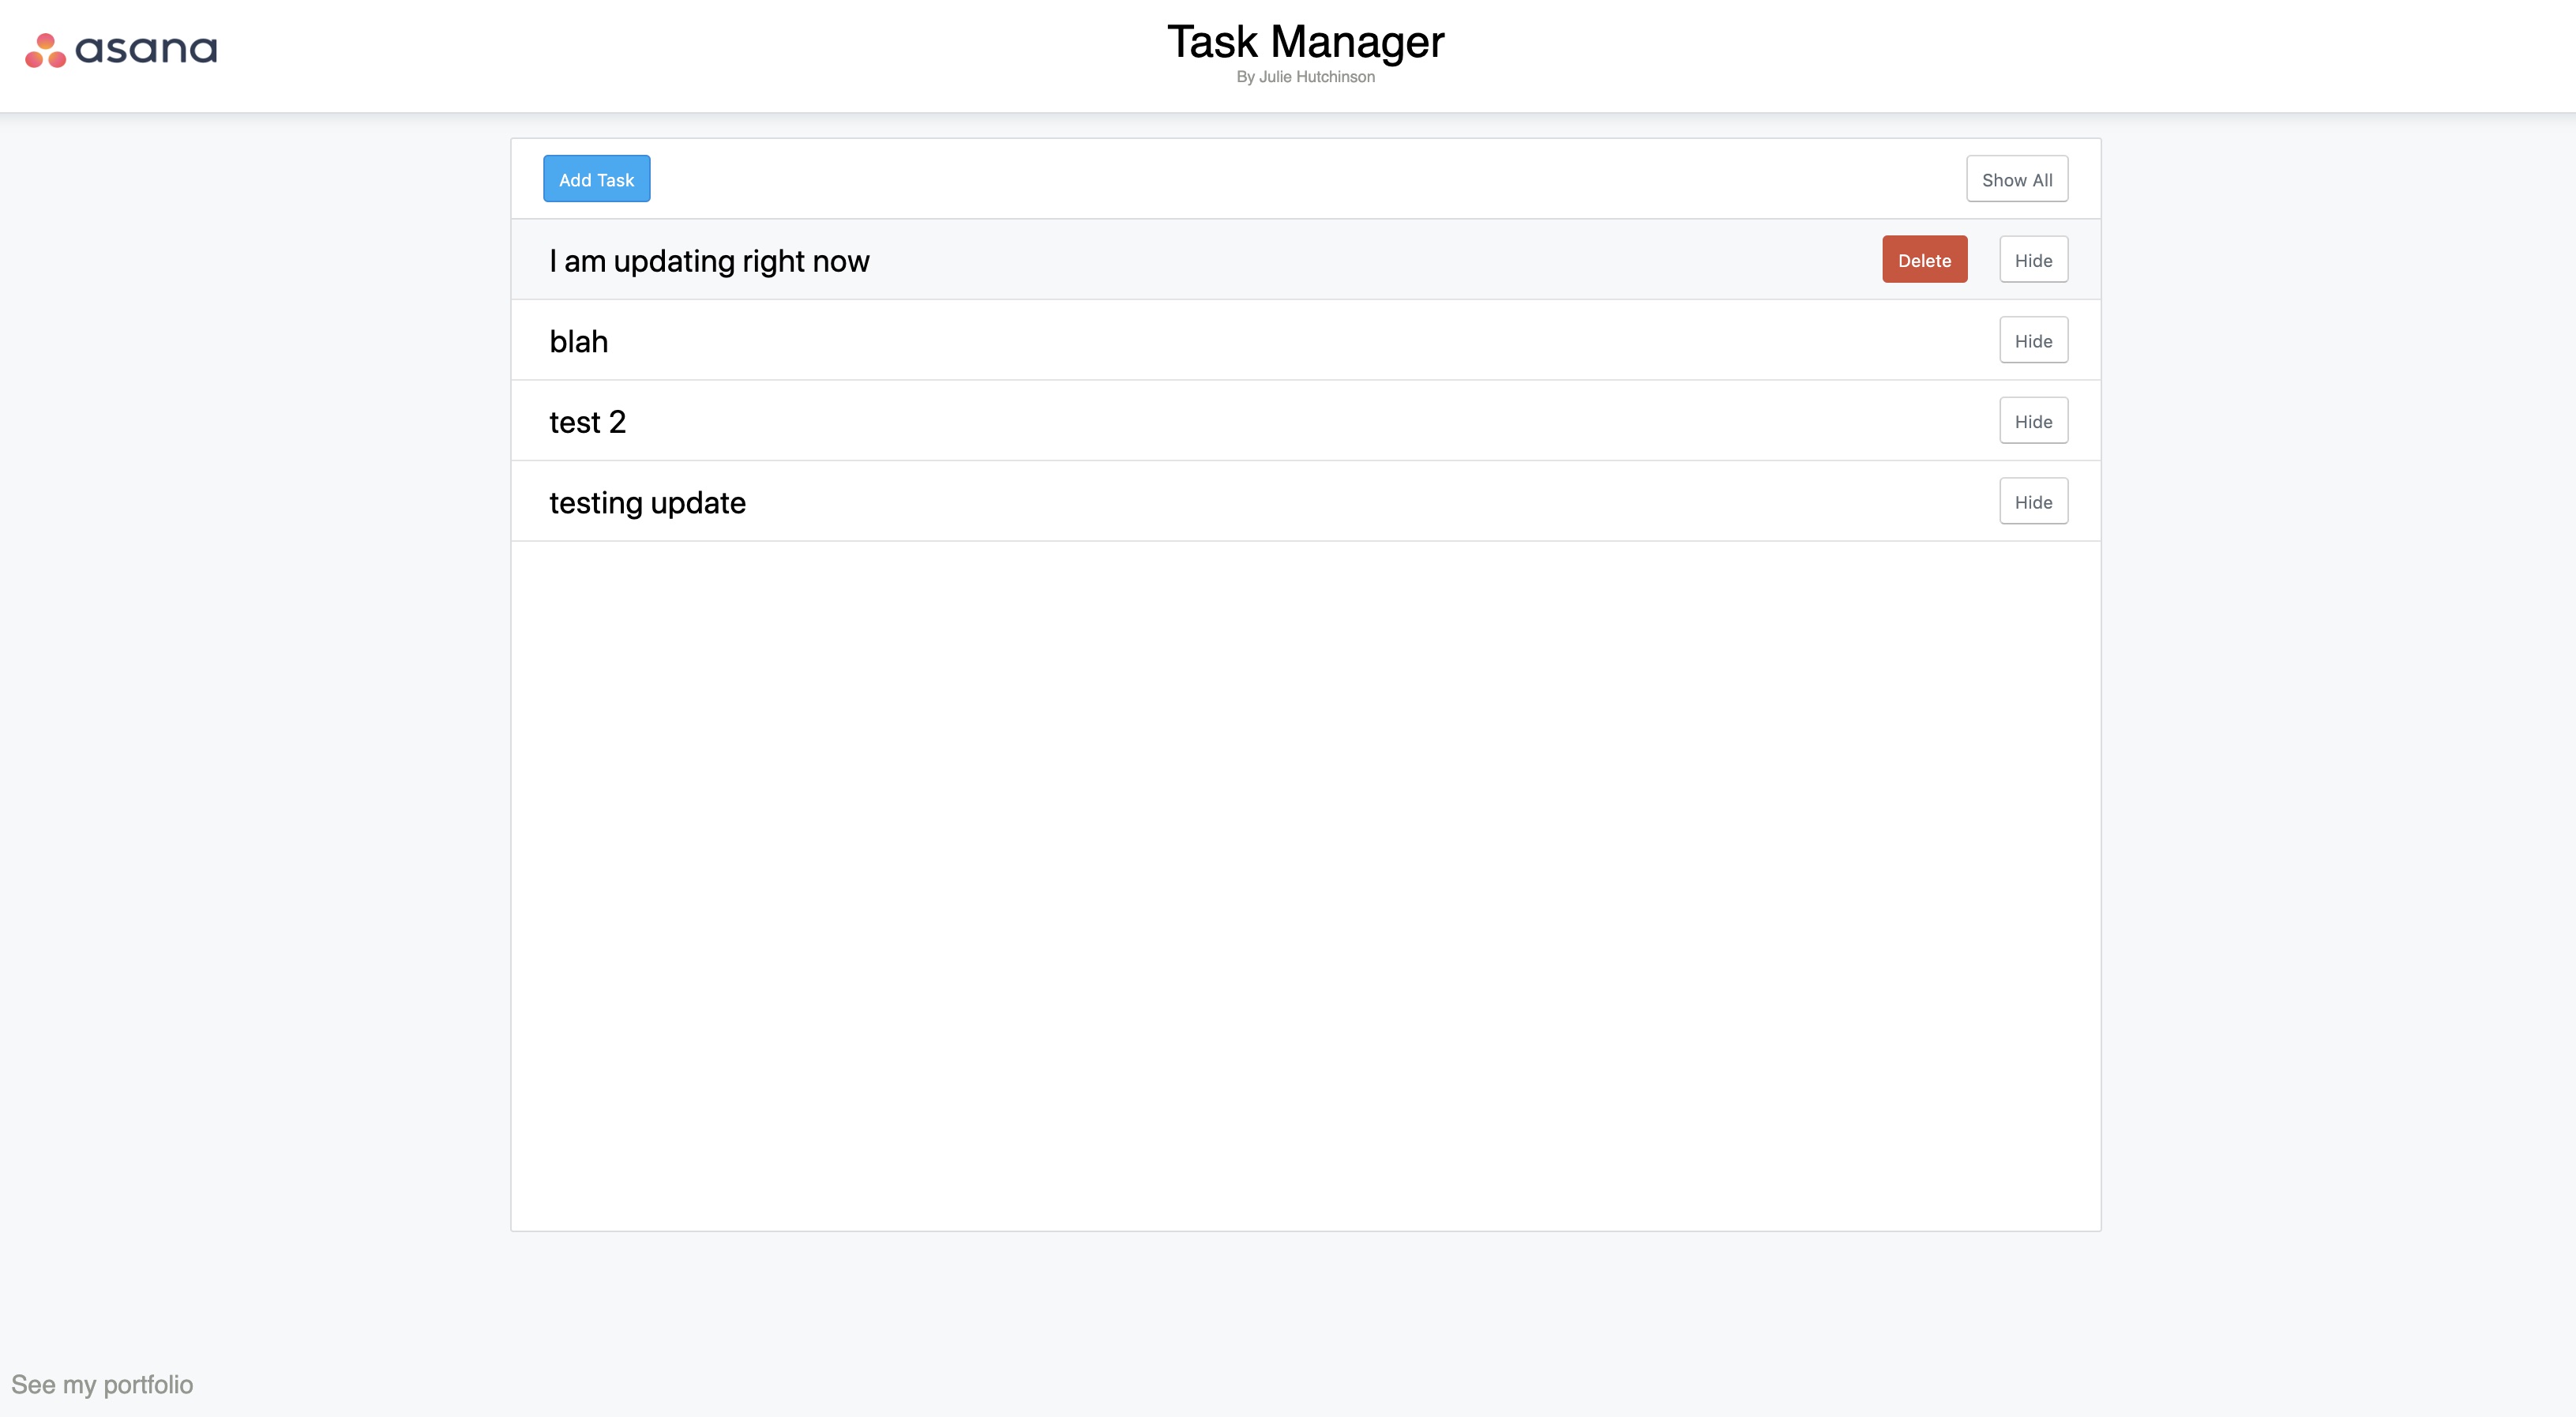 asana
Task Manager
By Julie Hutchinson
Add Task
Show All
I am updating right now
Delete
Hide
blah
Hide
test 2
Hide
testing update
Hide
See my portfolio